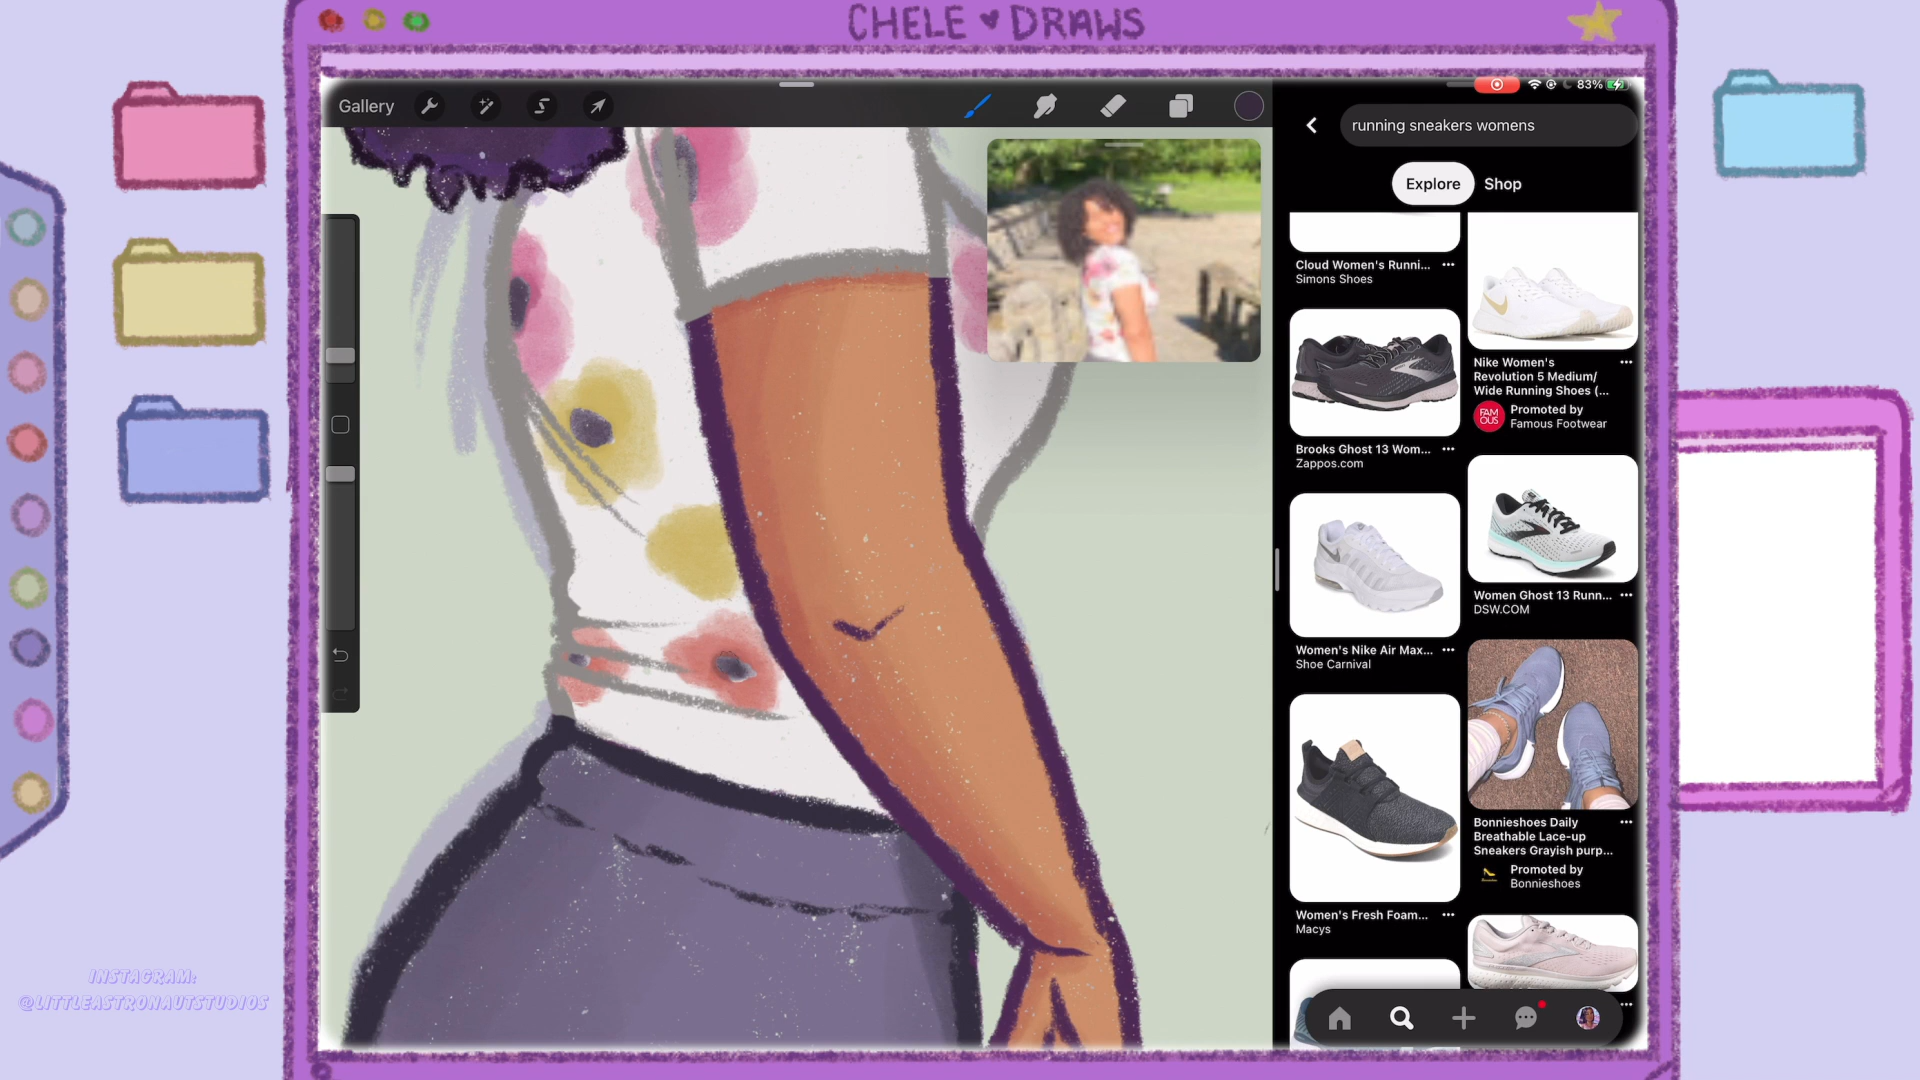 CHELE DRAWS
Gallery
83%
running sneakers womens
Explore
Shop
Cloud Women's Runni...
Simons Shoes
Nike Women's
Revolution 5 Medium/
Wide Running Shoes (...
FAM
OUS
Promoted by
Famous Footwear
Brooks Ghost 13 Wom...
Zappos.com
Women Ghost 13 Runn...
DSW.COM
Women's Nike Air Max...
Shoe Carnival
Bonnieshoes Daily
Breathable Lace-up
Sneakers Grayish purp...
Promoted by
Bonnieshoes
Women's Fresh Foam...
Macys
INSTAGRAM:
@LITTLEASTRONAUTSTUDIOS